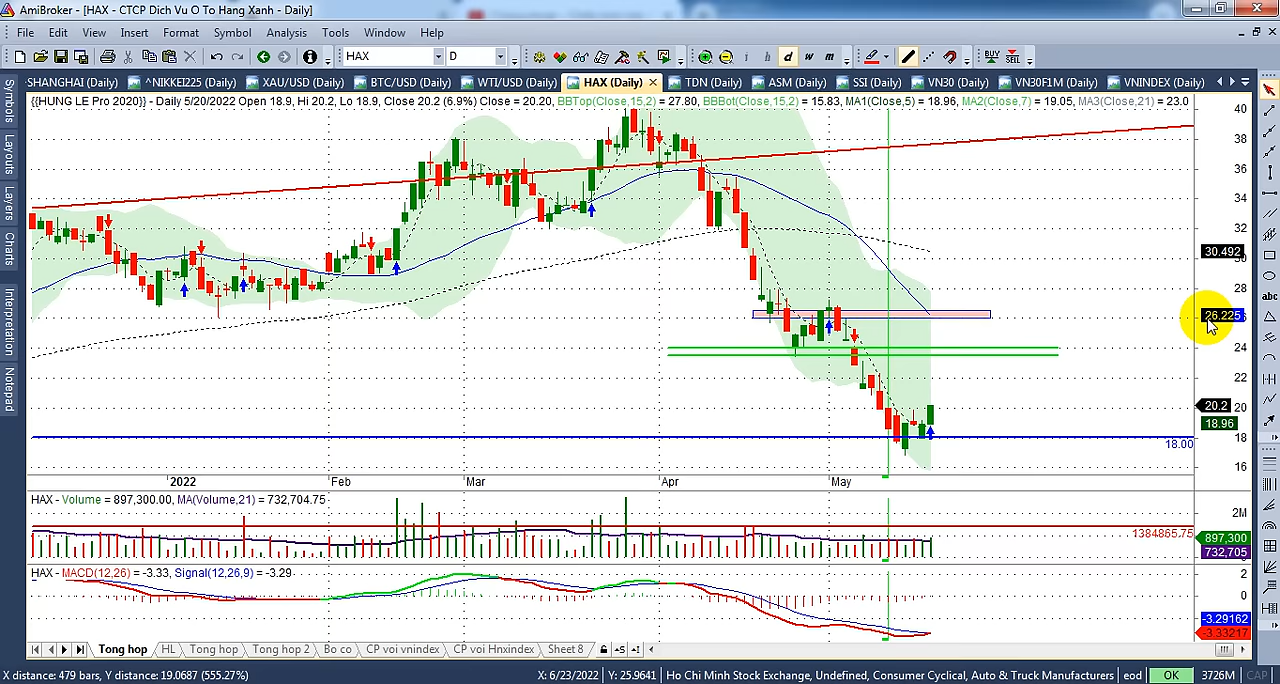 AmiBroker - [HAX - CTCP Dich Vu O To Hang Xanh - Daily]
File Edit View Insert Format Symbol Analysis Tools Window Help
HAX D i i h d w m BUY SELL
-SHANGHAI (Daily) ^NIKKEI225 (Daily) XAU/USD (Daily) BTC/USD (Daily) WTI/USD (Daily) HAX (Daily) TDN (Daily) ASM (Daily) SSI (Daily) VN30 (Daily) VN30F1M (Daily) VNINDEX (Daily)
Symbols
Layouts
Layers
Charts
Interpretation
Notepad
{{HUNG LE Pro 2020}} - Daily 5/20/2022 Open 18.9, Hi 20.2, Lo 18.9, Close 20.2 (6.9%) Close = 20.20, BBTop(Close,15,2) = 27.80, BBBot(Close,15,2) = 15.83, MA1(Close,5) = 18.96, MA2(Close,7) = 19.05, MA3(Close,21) = 23.0
40
38
36
34
32
30.492
30
28
26.225
24
22
20.2
20
18.96
18
18.00
16
abc
2022 Feb Mar Apr May
HAX - Volume = 897,300.00, MA(Volume,21) = 732,704.75
2M
1384865.75
897,300
732,705
HAX - MACD(12,26) = -3.33, Signal(12,26,9) = -3.29
2
0
-3.29162
-3.33217
Tong hop HL Tong hop Tong hop 2 Bo co CP voi vnindex CP voi Hnxindex Sheet 8
X distance: 479 bars, Y distance: 19.0687 (555.27%) X: 6/23/2022 Y: 25.9641 Ho Chi Minh Stock Exchange, Undefined, Consumer Cyclical, Auto & Truck Manufacturers eod OK 3726M CAP